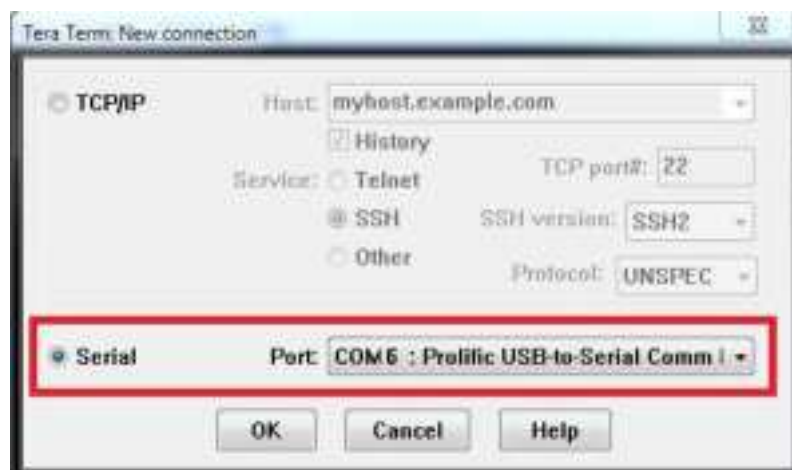 Tera Term: New connection
TCP/IP Host: myhost.example.com
History
Service: Telnet TCP port#: 22
SSH SSH version: SSH2
Other Protocol: UNSPEC
Serial Port: COM6 : Prolific USB-to-Serial Comm
OK Cancel Help